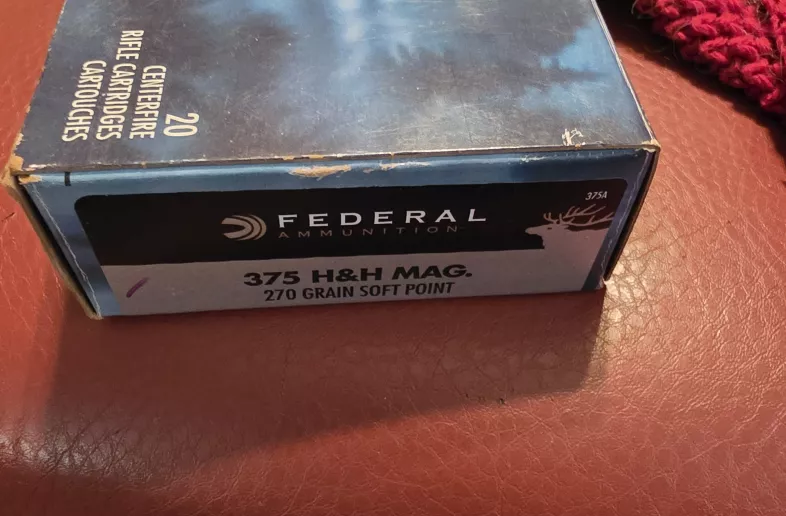 20
CENTERFIRE
RIFLE CARTRIDGES
CARTOUCHES
FEDERAL
AMMUNITION
375A
375 H&H MAG.
270 GRAIN SOFT POINT